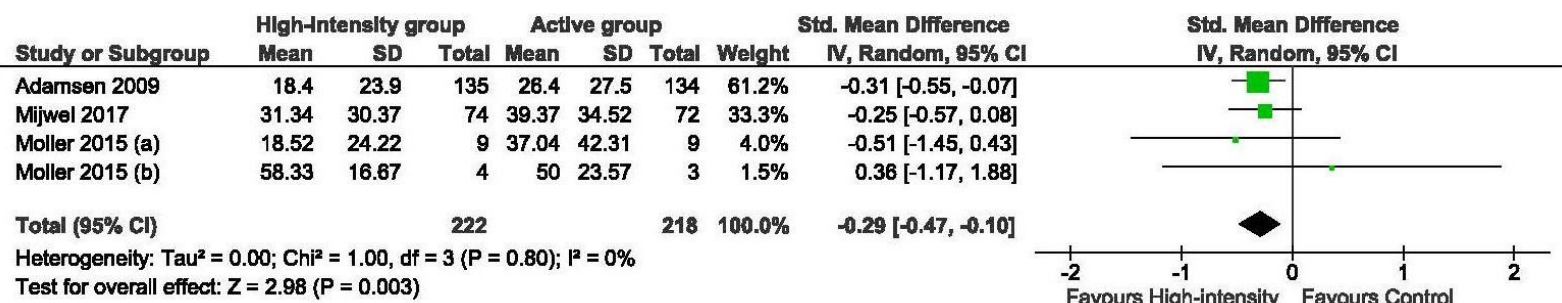 High-intensity group Active group Std. Mean Difference Std. Mean Difference
Study or Subgroup Mean SD Total Mean SD Total Weight IV, Random, 95% CI IV, Random, 95% CI
Adamsen 2009 18.4 23.9 135 26.4 27.5 134 61.2% -0.31 [-0.55, -0.07]
Mijwel 2017 31.34 30.37 74 39.37 34.52 72 33.3% -0.25 [-0.57, 0.08]
Moller 2015 (a) 18.52 24.22 9 37.04 42.31 9 4.0% -0.51 [-1.45, 0.43]
Moller 2015 (b) 58.33 16.67 4 50 23.57 3 1.5% 0.36 [-1.17, 1.88]
Total (95% CI) 222 218 100.0% -0.29 [-0.47, -0.10]
Heterogeneity: Tau² = 0.00; Chi² = 1.00, df = 3 (P = 0.80); I² = 0%
Test for overall effect: Z = 2.98 (P = 0.003)
-2 -1 0 1 2
Favours High-intensity Favours Control